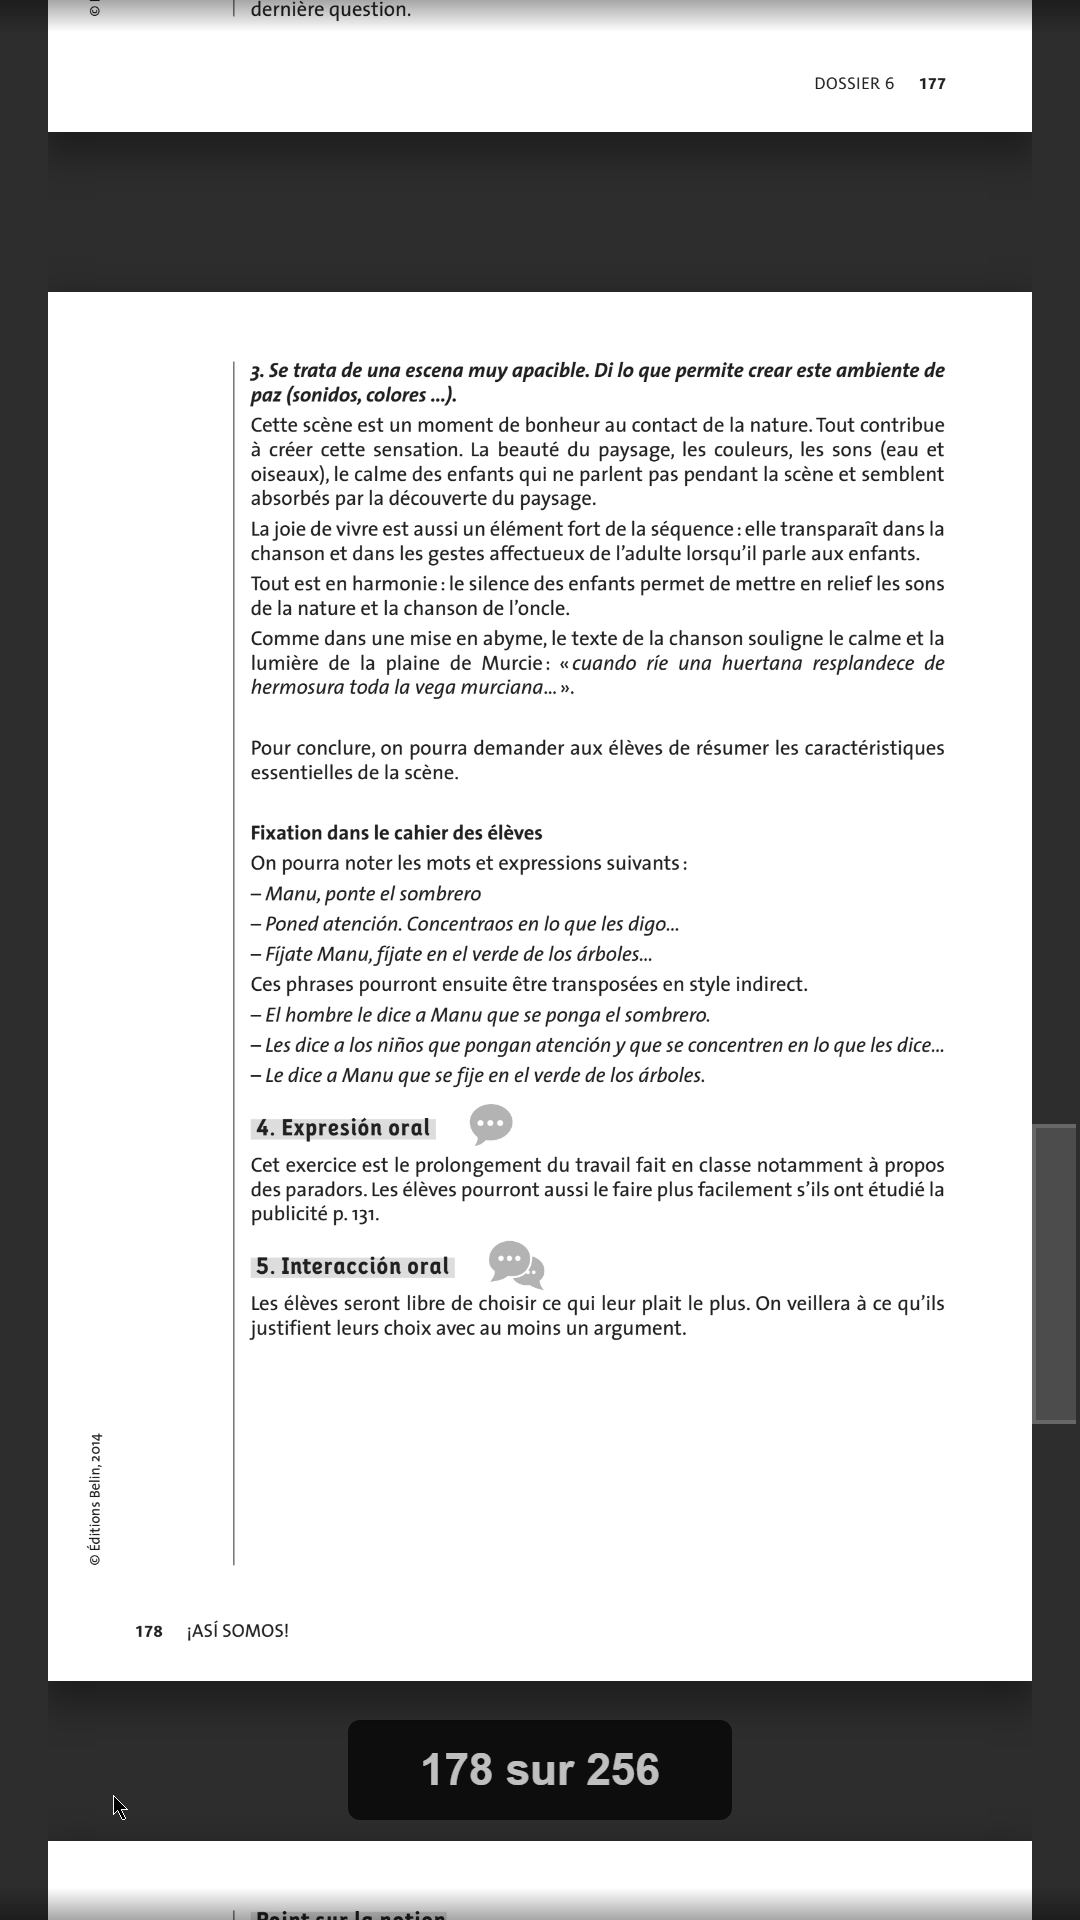 ©
dernière question.
DOSSIER 6 177
3. Se trata de una escena muy apacible. Di lo que permite crear este ambiente de
paz (sonidos, colores ...).
Cette scène est un moment de bonheur au contact de la nature. Tout contribue
à créer cette sensation. La beauté du paysage, les couleurs, les sons (eau et
oiseaux), le calme des enfants qui ne parlent pas pendant la scène et semblent
absorbés par la découverte du paysage.
La joie de vivre est aussi un élément fort de la séquence : elle transparaît dans la
chanson et dans les gestes affectueux de l'adulte lorsqu'il parle aux enfants.
Tout est en harmonie : le silence des enfants permet de mettre en relief les sons
de la nature et la chanson de l'oncle.
Comme dans une mise en abyme, le texte de la chanson souligne le calme et la
lumière de la plaine de Murcie : « cuando ríe una huertana resplandece de
hermosura toda la vega murciana... ».
Pour conclure, on pourra demander aux élèves de résumer les caractéristiques
essentielles de la scène.
Fixation dans le cahier des élèves
On pourra noter les mots et expressions suivants :
– Manu, ponte el sombrero
– Poned atención. Concentraos en lo que les digo...
– Fíjate Manu, fíjate en el verde de los árboles...
Ces phrases pourront ensuite être transposées en style indirect.
– El hombre le dice a Manu que se ponga el sombrero.
– Les dice a los niños que pongan atención y que se concentren en lo que les dice...
– Le dice a Manu que se fije en el verde de los árboles.
4. Expresión oral
Cet exercice est le prolongement du travail fait en classe notamment à propos
des paradors. Les élèves pourront aussi le faire plus facilement s'ils ont étudié la
publicité p. 131.
5. Interacción oral
Les élèves seront libre de choisir ce qui leur plait le plus. On veillera à ce qu'ils
justifient leurs choix avec au moins un argument.
© Éditions Belin, 2014
178 ¡ASÍ SOMOS!
178 sur 256
Point sur la notion